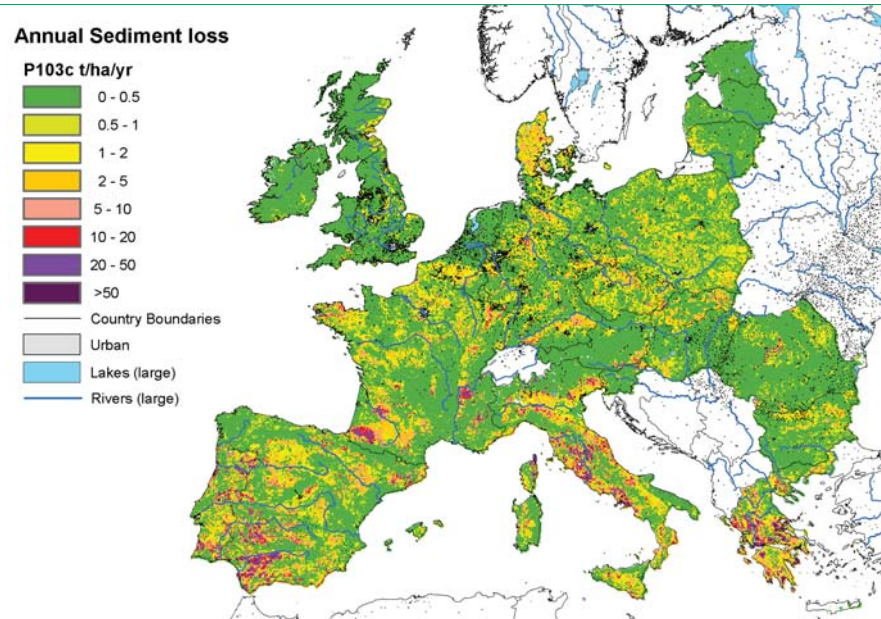 Annual Sediment loss
P103c t/ha/yr
0 - 0.5
0.5 - 1
1 - 2
2 - 5
5 - 10
10 - 20
20 - 50
>50
Country Boundaries
Urban
Lakes (large)
Rivers (large)